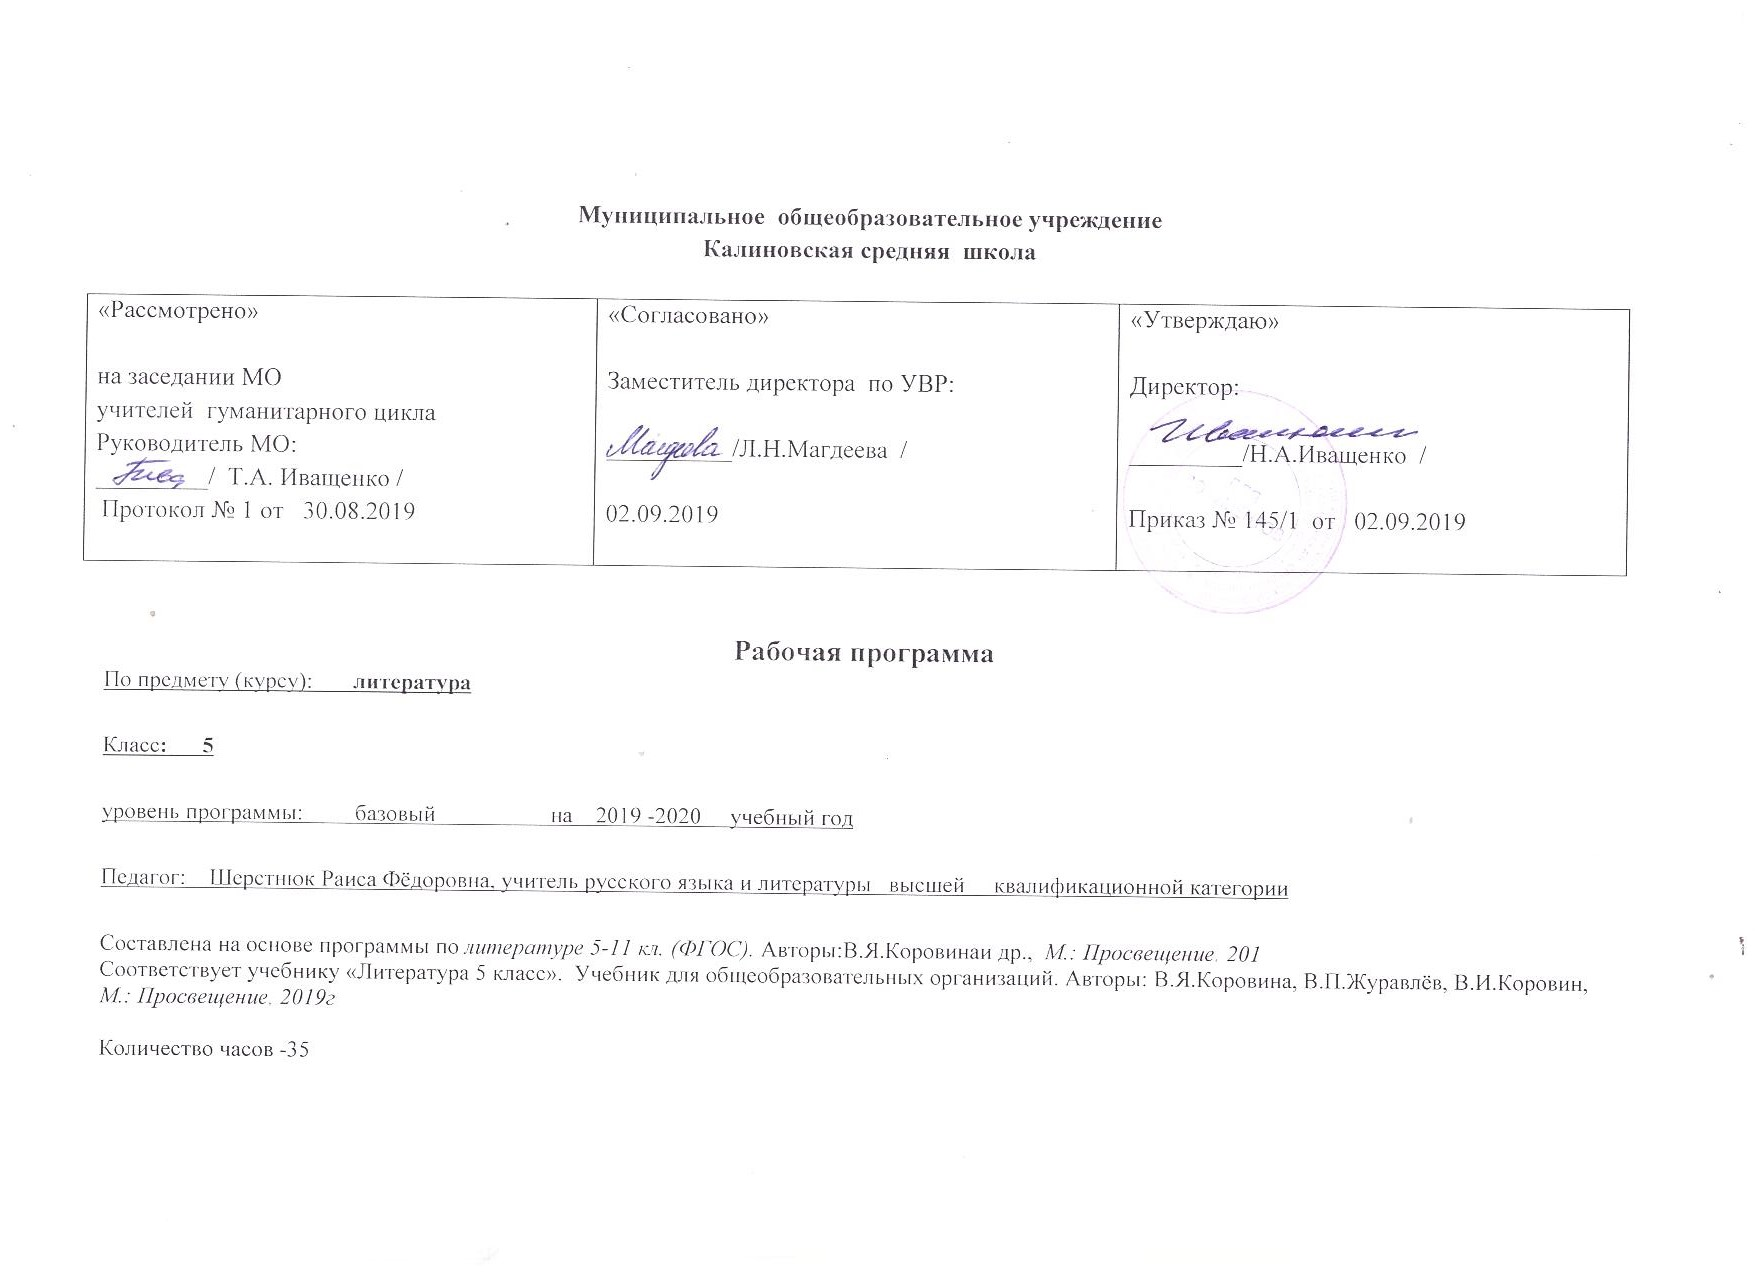 Муниципальное общеобразовательное учреждение
Калиновская средняя школа
«Рассмотрено»
на заседании МО
учителей гуманитарного цикла
Руководитель МО:
/ Т.А. Иващенко /
Протокол № 1 от 30.08.2019
«Согласовано»
Заместитель директора по УВР:
Магдеева /Л.Н.Магдеева /
02.09.2019
«Утверждаю»
Директор:
/Н.А.Иващенко /
Приказ № 145/1 от 02.09.2019
Рабочая программа
По предмету (курсу): литература
Класс: 5
уровень программы: базовый на 2019 -2020 учебный год
Педагог: Шерстнюк Раиса Фёдоровна, учитель русского языка и литературы высшей квалификационной категории
Составлена на основе программы по литературе 5-11 кл. (ФГОС). Авторы:В.Я.Коровинаи др., М.: Просвещение. 201
Соответствует учебнику «Литература 5 класс». Учебник для общеобразовательных организаций. Авторы: В.Я.Коровина, В.П.Журавлёв, В.И.Коровин,
М.: Просвещение. 2019г
Количество часов -35